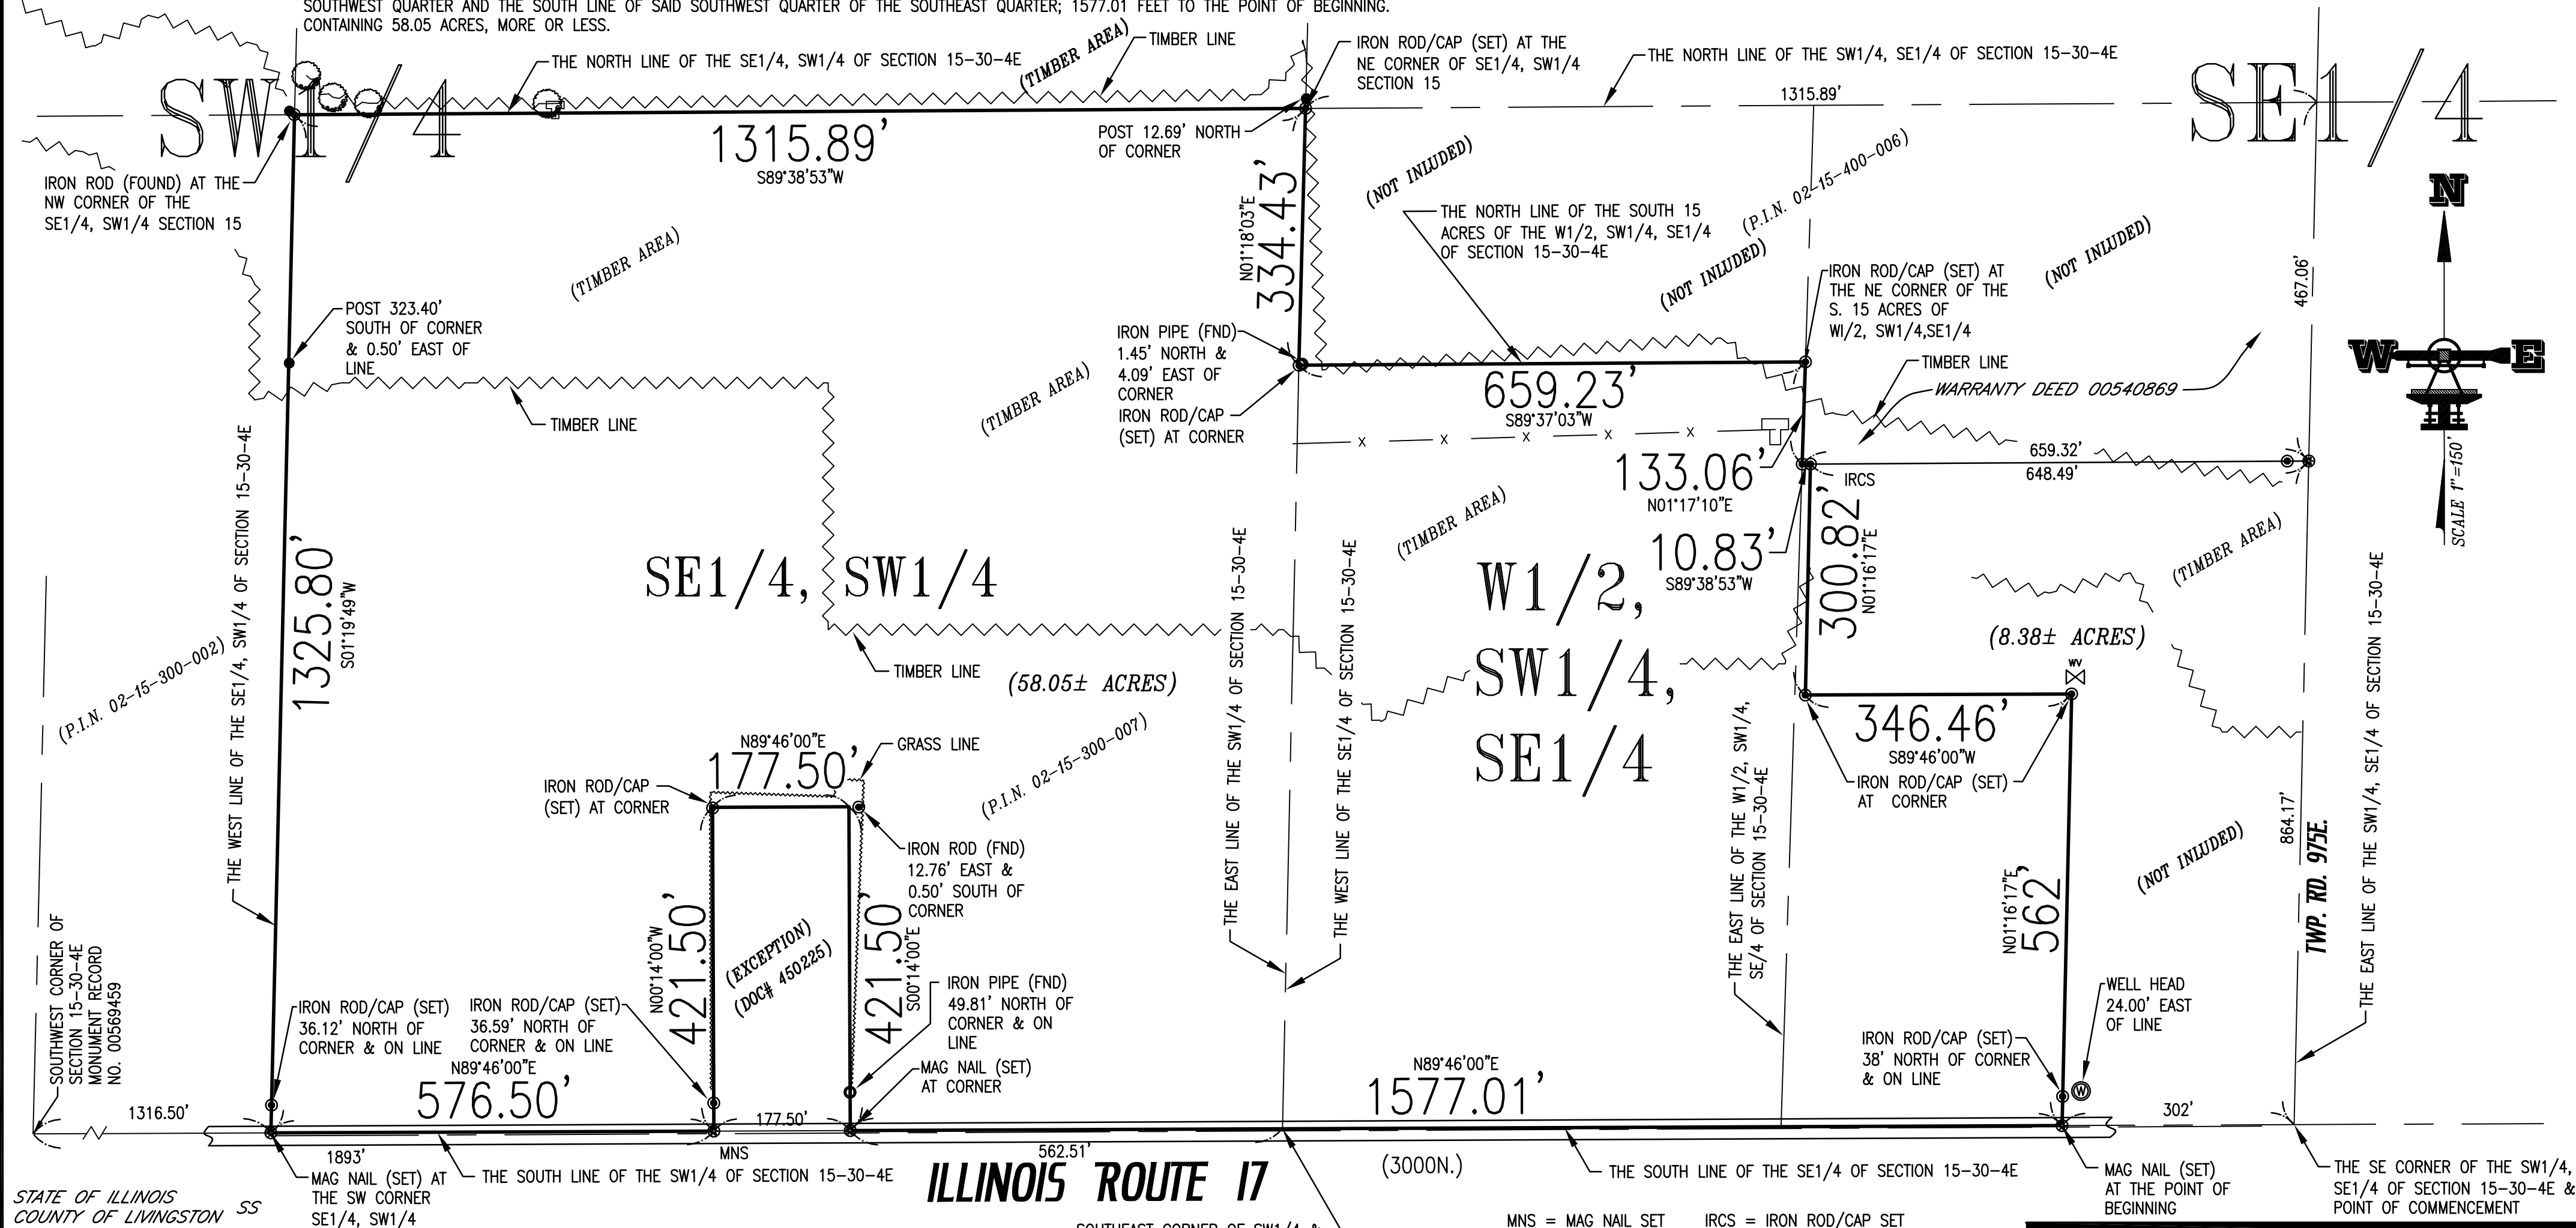 SOUTHWEST QUARTER AND THE SOUTH LINE OF SAID SOUTHWEST QUARTER OF THE SOUTHEAST QUARTER; 1577.01 FEET TO THE POINT OF BEGINNING.
CONTAINING 58.05 ACRES, MORE OR LESS.
THE NORTH LINE OF THE SE1/4, SW1/4 OF SECTION 15-30-4E
(TIMBER AREA)
TIMBER LINE
IRON ROD/CAP (SET) AT THE
NE CORNER OF SE1/4, SW1/4
SECTION 15
THE NORTH LINE OF THE SW1/4, SE1/4 OF SECTION 15-30-4E
1315.89'
SW1/4
SE1/4
1315.89'
S89°38'53"W
POST 12.69' NORTH
OF CORNER
IRON ROD (FOUND) AT THE
NW CORNER OF THE
SE1/4, SW1/4 SECTION 15
N01°18'03"E
334.43'
(NOT INLUDED)
THE NORTH LINE OF THE SOUTH 15
ACRES OF THE W1/2, SW1/4, SE1/4
OF SECTION 15-30-4E
(P.I.N. 02-15-400-006)
(NOT INLUDED)
(NOT INLUDED)
467.06'
N
W
E
SCALE 1"=150'
(TIMBER AREA)
POST 323.40'
SOUTH OF CORNER
& 0.50' EAST OF
LINE
TIMBER LINE
(TIMBER AREA)
IRON PIPE (FND)
1.45' NORTH &
4.09' EAST OF
CORNER
IRON ROD/CAP
(SET) AT CORNER
659.23'
S89°37'03"W
IRON ROD/CAP (SET) AT
THE NE CORNER OF THE
S. 15 ACRES OF
WI/2, SW1/4,SE1/4
TIMBER LINE
WARRANTY DEED 00540869
X X X X X
133.06'
N01°17'10"E
10.83'
S89°38'53"W
IRCS
659.32'
648.49'
300.82'
N01°16'17"E
(TIMBER AREA)
(TIMBER AREA)
THE WEST LINE OF THE SE1/4, SW1/4 OF SECTION 15-30-4E
1325.80'
S01°19'49"W
(P.I.N. 02-15-300-002)
SE1/4, SW1/4
TIMBER LINE
(58.05± ACRES)
THE EAST LINE OF THE SW1/4 OF SECTION 15-30-4E
THE WEST LINE OF THE SE1/4 OF SECTION 15-30-4E
W1/2,
SW1/4,
SE1/4
(8.38± ACRES)
WV
346.46'
S89°46'00"W
IRON ROD/CAP (SET)
AT CORNER
THE EAST LINE OF THE W1/2, SW1/4,
SE/4 OF SECTION 15-30-4E
N01°16'17"E
562'
(NOT INLUDED)
864.17'
TWP. RD. 975E.
THE EAST LINE OF THE SW1/4, SE1/4 OF SECTION 15-30-4E
N89°46'00"E
177.50'
GRASS LINE
(P.I.N. 02-15-300-007)
IRON ROD/CAP
(SET) AT CORNER
IRON ROD (FND)
12.76' EAST &
0.50' SOUTH OF
CORNER
N00°14'00"W
421.50'
(EXCEPTION)
(DOC# 450225)
421.50'
S00°14'00"E
IRON PIPE (FND)
49.81' NORTH OF
CORNER & ON
LINE
MAG NAIL (SET)
AT CORNER
SOUTHWEST CORNER OF
SECTION 15-30-4E
MONUMENT RECORD
NO. 00569459
IRON ROD/CAP (SET)
36.12' NORTH OF
CORNER & ON LINE
IRON ROD/CAP (SET)
36.59' NORTH OF
CORNER & ON LINE
N89°46'00"E
576.50'
N89°46'00"E
1577.01'
WELL HEAD
24.00' EAST
OF LINE
IRON ROD/CAP (SET)
38' NORTH OF CORNER
& ON LINE
W
1316.50'
177.50'
302'
MNS
562.51'
1893'
MAG NAIL (SET) AT
THE SW CORNER
SE1/4, SW1/4
THE SOUTH LINE OF THE SW1/4 OF SECTION 15-30-4E
ILLINOIS ROUTE 17
(3000N.)
THE SOUTH LINE OF THE SE1/4 OF SECTION 15-30-4E
MAG NAIL (SET)
AT THE POINT OF
BEGINNING
THE SE CORNER OF THE SW1/4,
SE1/4 OF SECTION 15-30-4E &
POINT OF COMMENCEMENT
STATE OF ILLINOIS
COUNTY OF LIVINGSTON SS
SOUTHEAST CORNER OF SW1/4 &
MNS = MAG NAIL SET IRCS = IRON ROD/CAP SET